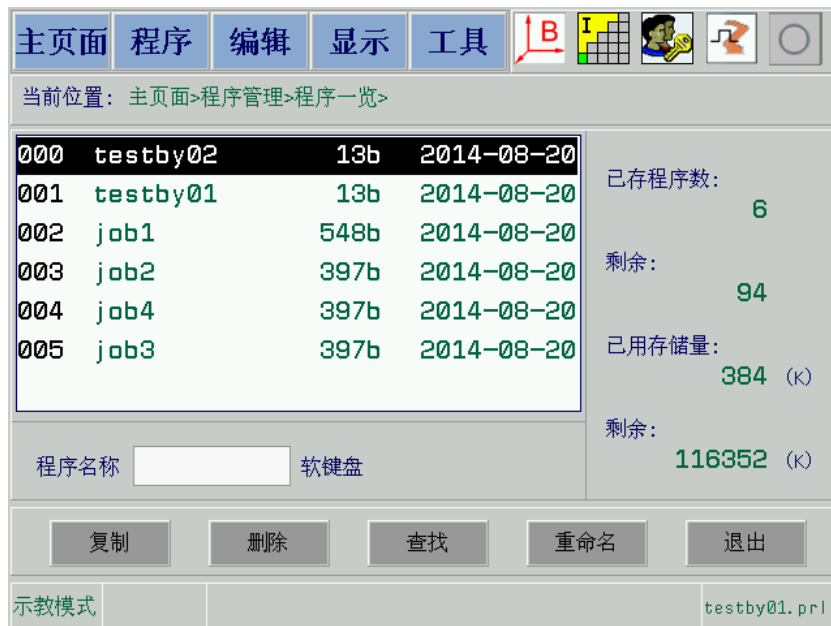 主页面 程序 编辑 显示 工具 B I
当前位置: 主页面>程序管理>程序一览>
000 testby02 13b 2014-08-20
001 testby01 13b 2014-08-20
002 job1 548b 2014-08-20
003 job2 397b 2014-08-20
004 job4 397b 2014-08-20
005 job3 397b 2014-08-20
已存程序数:
6
剩余:
94
已用存储量:
384 (K)
剩余:
116352 (K)
程序名称 软键盘
复制 删除 查找 重命名 退出
示教模式 testby01.prl